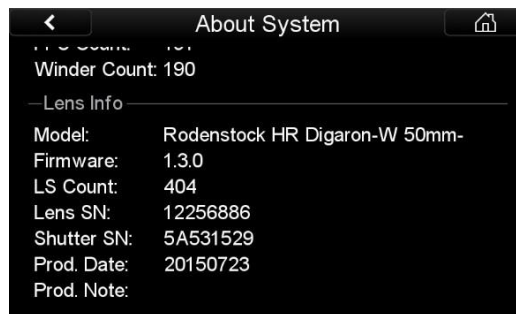 About System
Winder Count: 190
Lens Info
Model: Rodenstock HR Digaron-W 50mm-
Firmware: 1.3.0
LS Count: 404
Lens SN: 12256886
Shutter SN: 5A531529
Prod. Date: 20150723
Prod. Note: